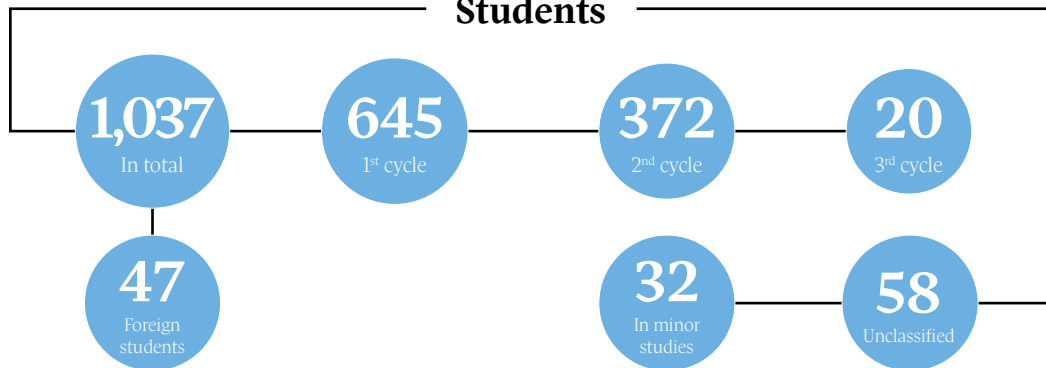 Students
1,037
In total
645
1st cycle
372
2nd cycle
20
3rd cycle
47
Foreign
students
32
In minor
studies
58
Unclassified